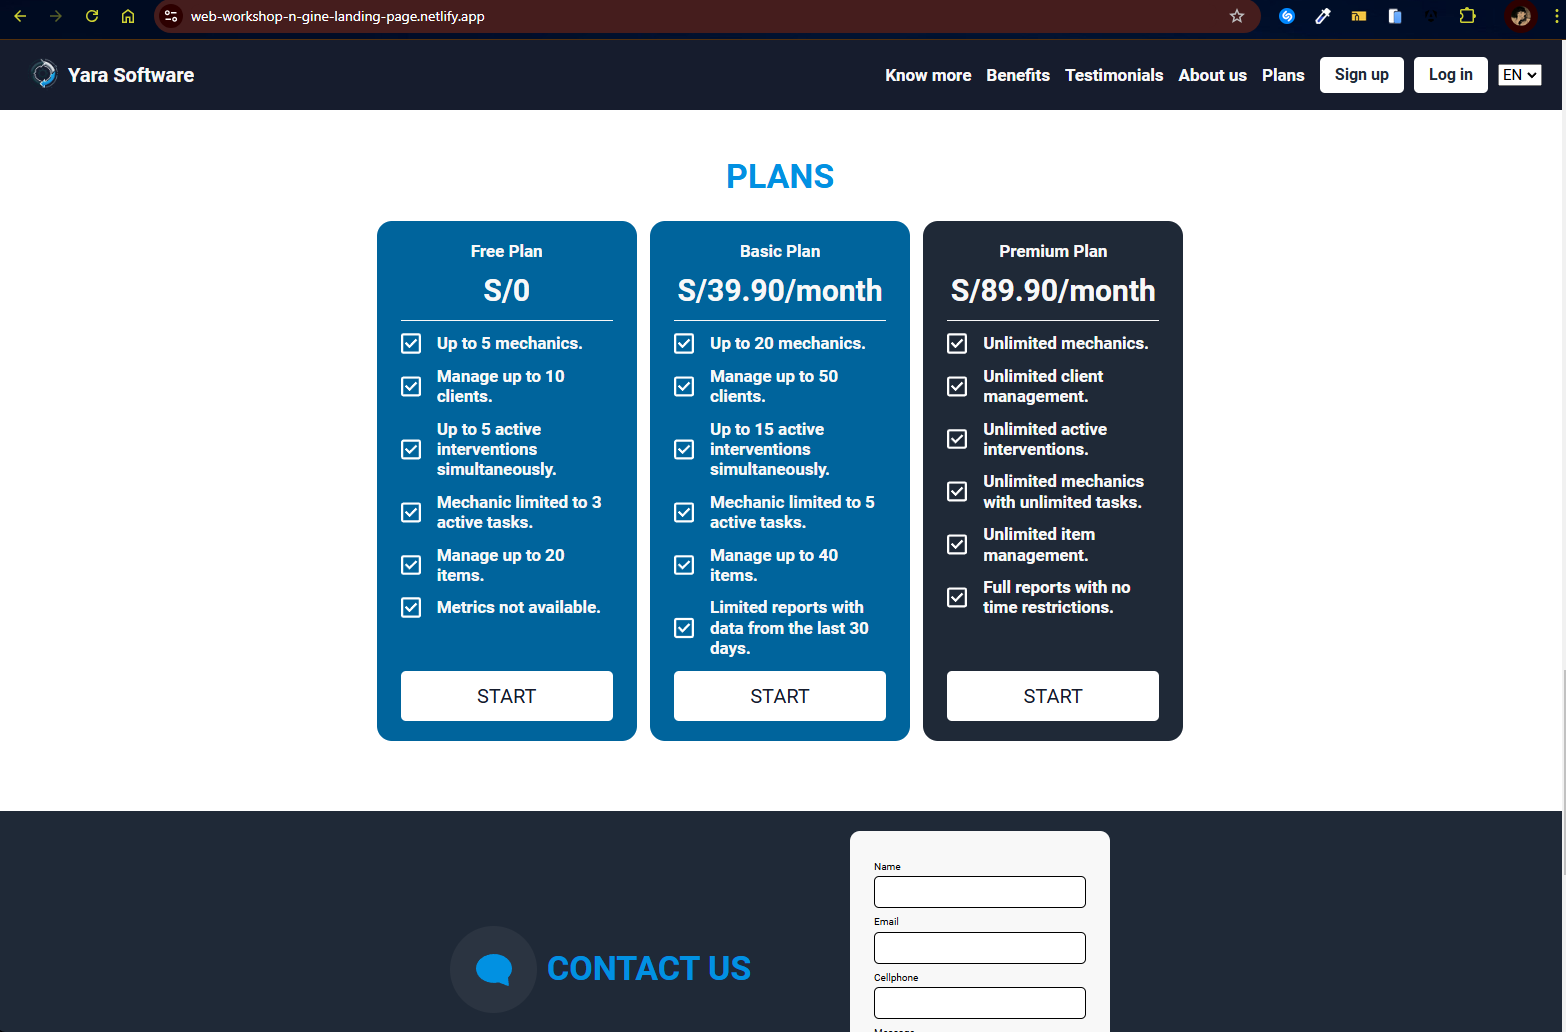 web-workshop-n-gine-landing-page.netlify.app
Yara Software
Know more Benefits Testimonials About us Plans Sign up Log in EN
PLANS
Free Plan
S/0
Up to 5 mechanics.
Manage up to 10
clients.
Up to 5 active
interventions
simultaneously.
Mechanic limited to 3
active tasks.
Manage up to 20
items.
Metrics not available.
START
Basic Plan
S/39.90/month
Up to 20 mechanics.
Manage up to 50
clients.
Up to 15 active
interventions
simultaneously.
Mechanic limited to 5
active tasks.
Manage up to 40
items.
Limited reports with
data from the last 30
days.
START
Premium Plan
S/89.90/month
Unlimited mechanics.
Unlimited client
management.
Unlimited active
interventions.
Unlimited mechanics
with unlimited tasks.
Unlimited item
management.
Full reports with no
time restrictions.
START
CONTACT US
Name
Email
Cellphone